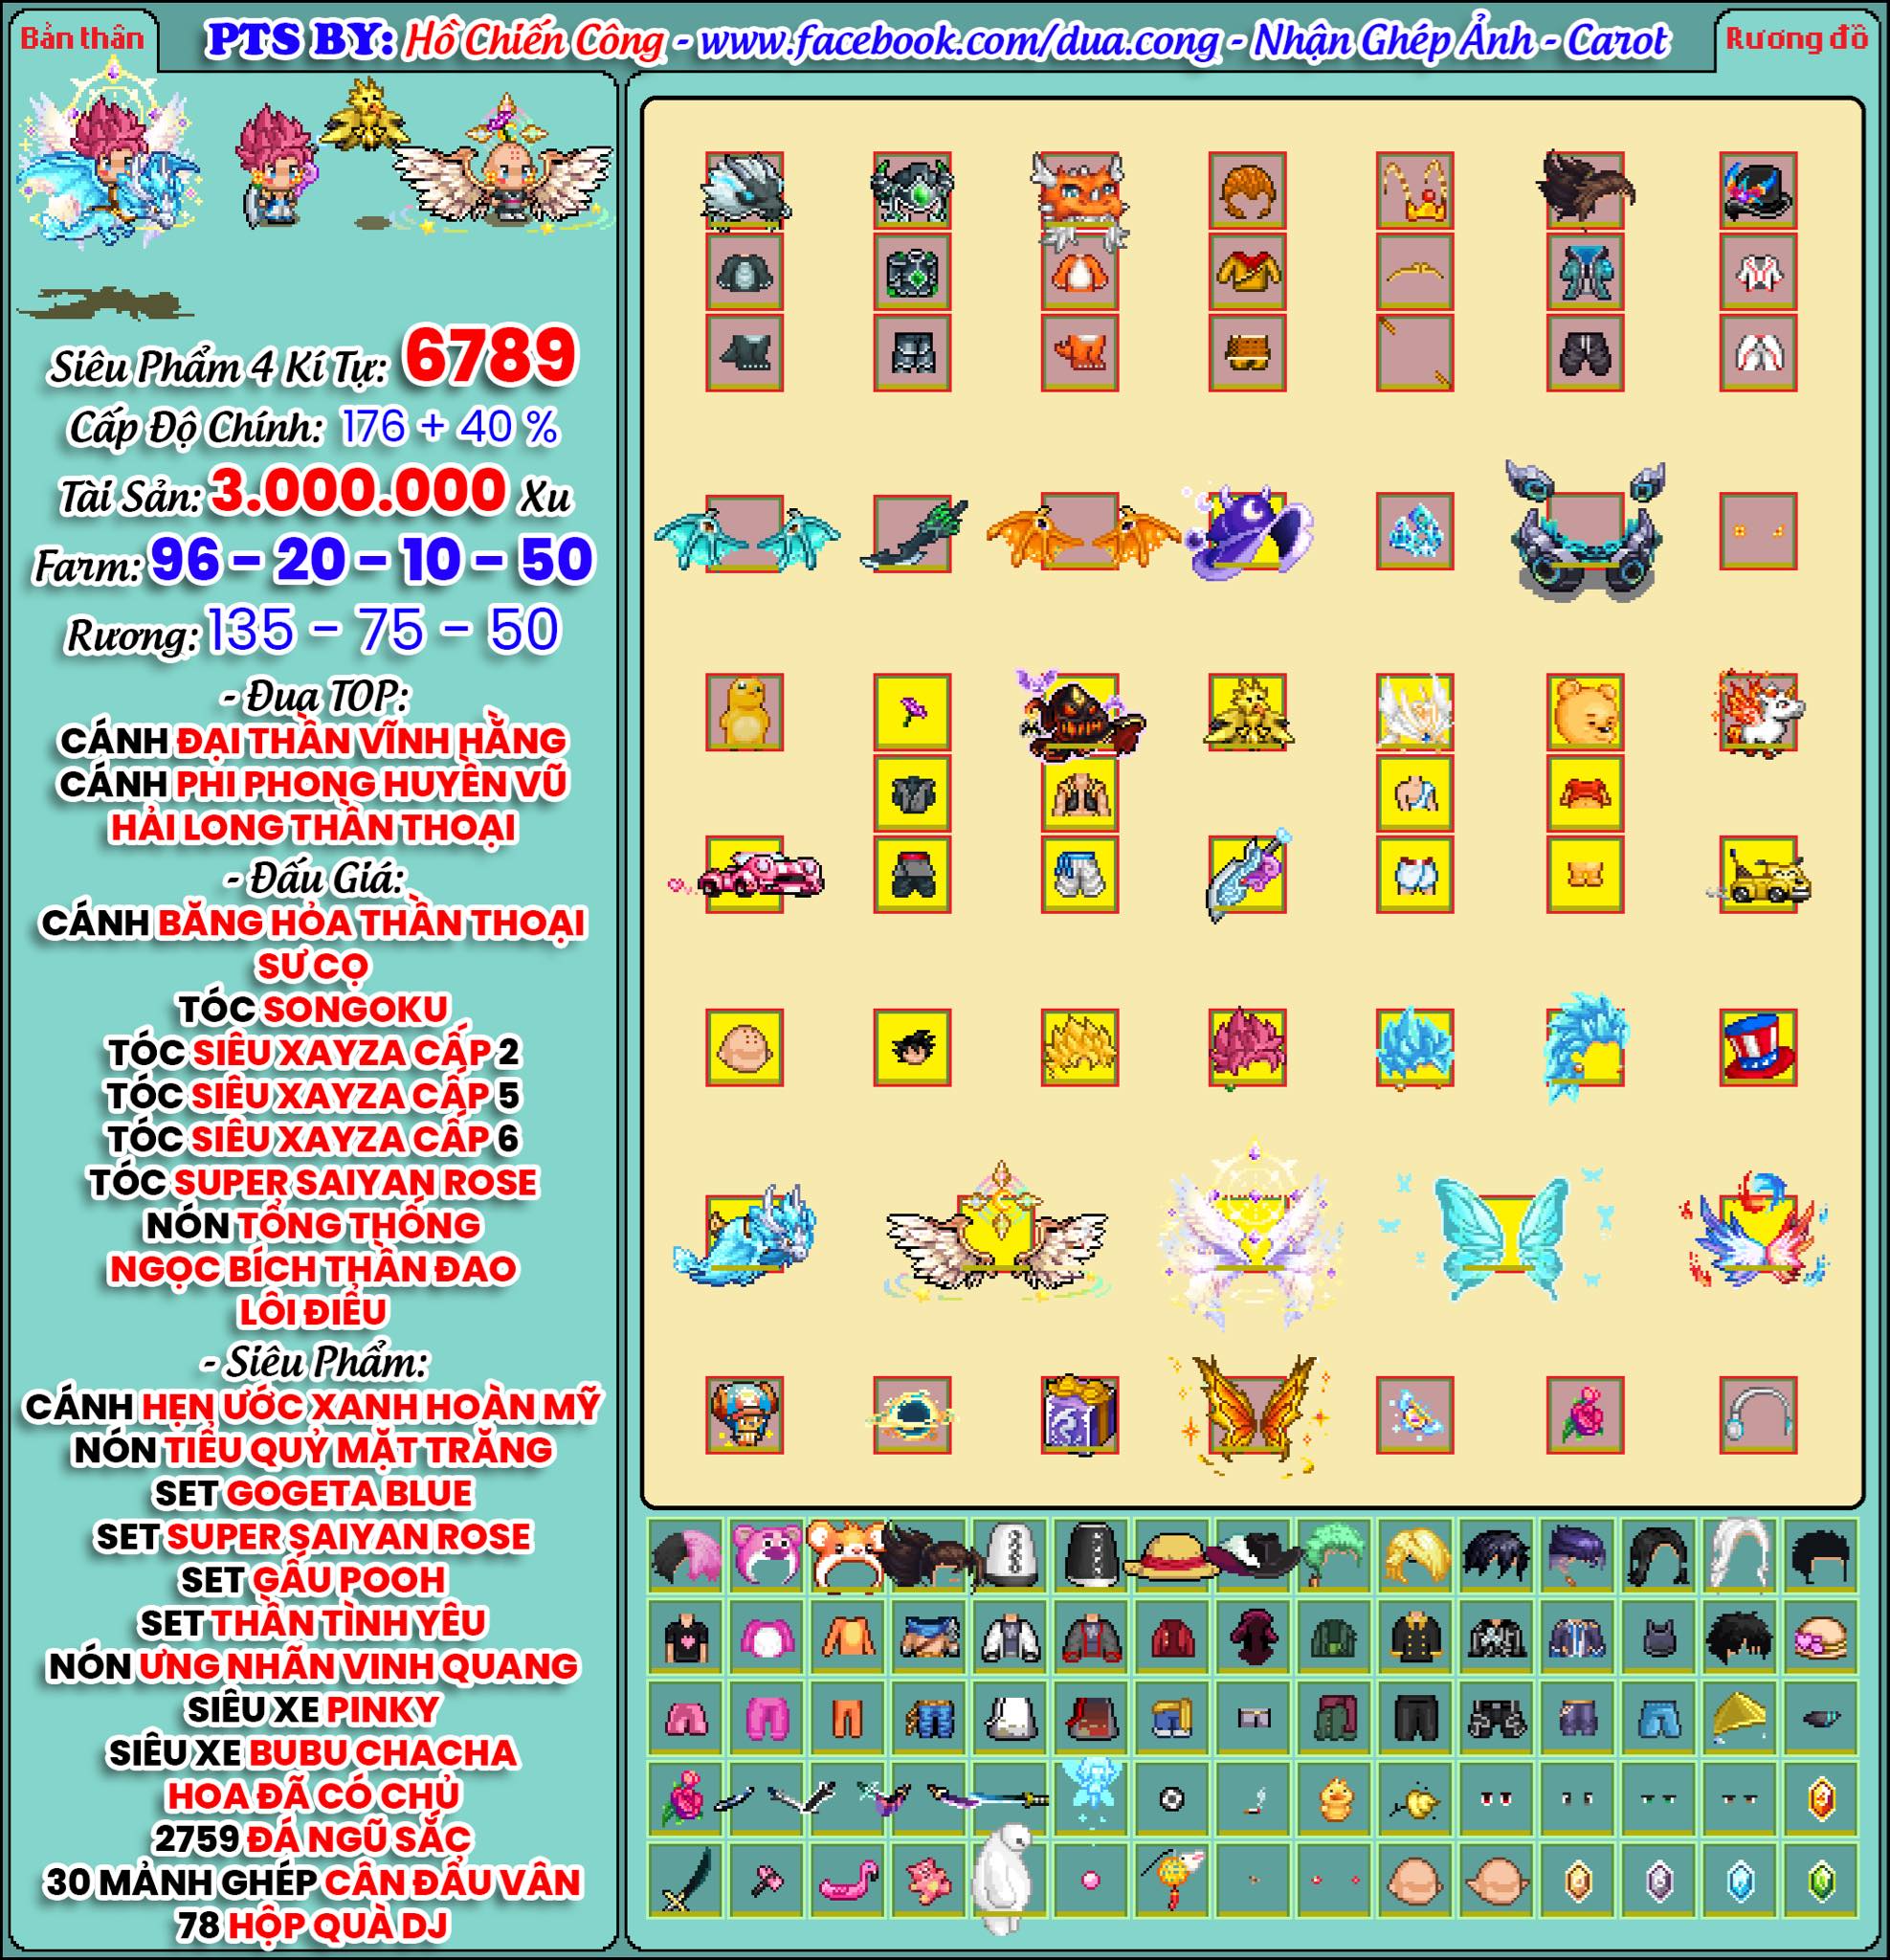 Bản thân
PTS BY: Hồ Chiến Công - www.facebook.com/dua.cong - Nhận Ghép Ảnh - Carot
Rương đồ
Siêu Phẩm 4 Kí Tự: 6789
Cấp Độ Chính: 176 + 40 %
Tài Sản: 3.000.000 Xu
Farm: 96 - 20 - 10 - 50
Rương: 135 - 75 - 50
- Đua TOP:
CÁNH ĐẠI THẦN VĨNH HẰNG
CÁNH PHI PHONG HUYỀN VŨ
HẢI LONG THẦN THOẠI
- Đấu Giá:
CÁNH BĂNG HỎA THẦN THOẠI
SƯ CỌ
TÓC SONGOKU
TÓC SIÊU XAYZA CẤP 2
TÓC SIÊU XAYZA CẤP 5
TÓC SIÊU XAYZA CẤP 6
TÓC SUPER SAIYAN ROSE
NÓN TỔNG THỐNG
NGỌC BÍCH THẦN ĐAO
LÔI ĐIỂU
- Siêu Phẩm:
CÁNH HẸN ƯỚC XANH HOÀN MỸ
NÓN TIỂU QUỶ MẶT TRĂNG
SET GOGETA BLUE
SET SUPER SAIYAN ROSE
SET GẤU POOH
SET THẦN TÌNH YÊU
NÓN ƯNG NHÃN VINH QUANG
SIÊU XE PINKY
SIÊU XE BUBU CHACHA
HOA ĐÃ CÓ CHỦ
2759 ĐÁ NGŨ SẮC
30 MẢNH GHÉP CÂN ĐẨU VÂN
78 HỘP QUÀ DJ